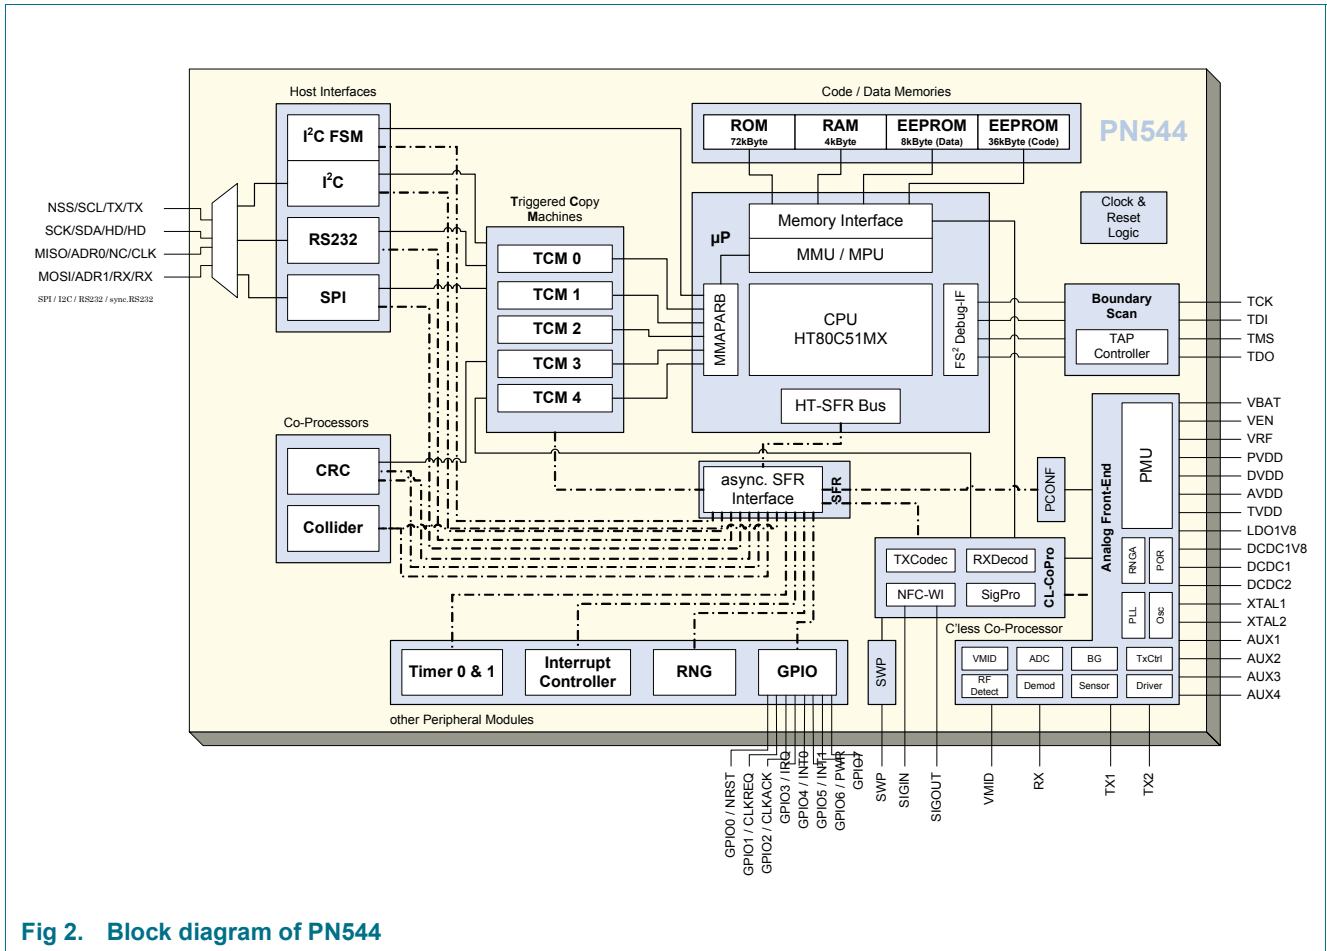 Host Interfaces
I²C FSM
I²C
RS232
SPI
NSS/SCL/TX/TX
SCK/SDA/HD/HD
MISO/ADR0/NC/CLK
MOSI/ADR1/RX/RX
SPI / I2C / RS232 / sync.RS232
Triggered Copy
Machines
TCM 0
TCM 1
TCM 2
TCM 3
TCM 4
Code / Data Memories
ROM
72kByte
RAM
4kByte
EEPROM
8kByte (Data)
EEPROM
36kByte (Code)
PN544
Clock &
Reset
Logic
µP
Memory Interface
MMU / MPU
MMAPARB
CPU
HT80C51MX
FS² Debug-IF
HT-SFR Bus
Boundary
Scan
TAP
Controller
TCK
TDI
TMS
TDO
Co-Processors
CRC
Collider
async. SFR
Interface
SFR
PCONF
Analog Front-End
PMU
RNGA
POR
PLL
Osc
VMID
ADC
BG
TxCtrl
RF
Detect
Demod
Sensor
Driver
VBAT
VEN
VRF
PVDD
DVDD
AVDD
TVDD
LDO1V8
DCDC1V8
DCDC1
DCDC2
XTAL1
XTAL2
AUX1
AUX2
AUX3
AUX4
TXCodec
RXDecod
NFC-WI
SigPro
CL-CoPro
C'less Co-Processor
SWP
Timer 0 & 1
Interrupt
Controller
RNG
GPIO
other Peripheral Modules
GPIO0 / NRST
GPIO1 / CLKREQ
GPIO2 / CLKACK
GPIO3 / IRQ
GPIO4 / INT0
GPIO5 / INT1
GPIO6 / PWR
GPIO7
SWP
SIGIN
SIGOUT
VMID
RX
TX1
TX2
Fig 2. Block diagram of PN544